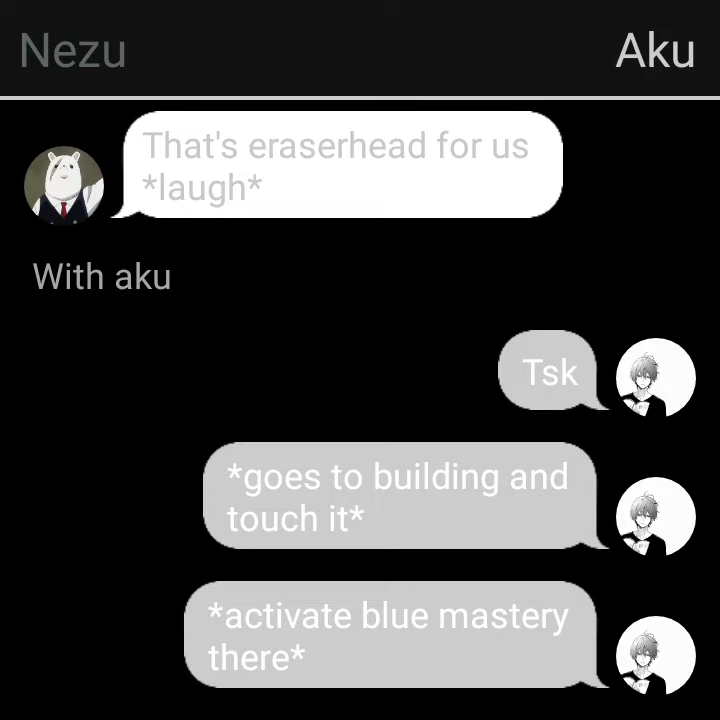 Nezu
Aku
That's eraserhead for us
*laugh*
With aku
Tsk
*goes to building and
touch it*
*activate blue mastery
there*